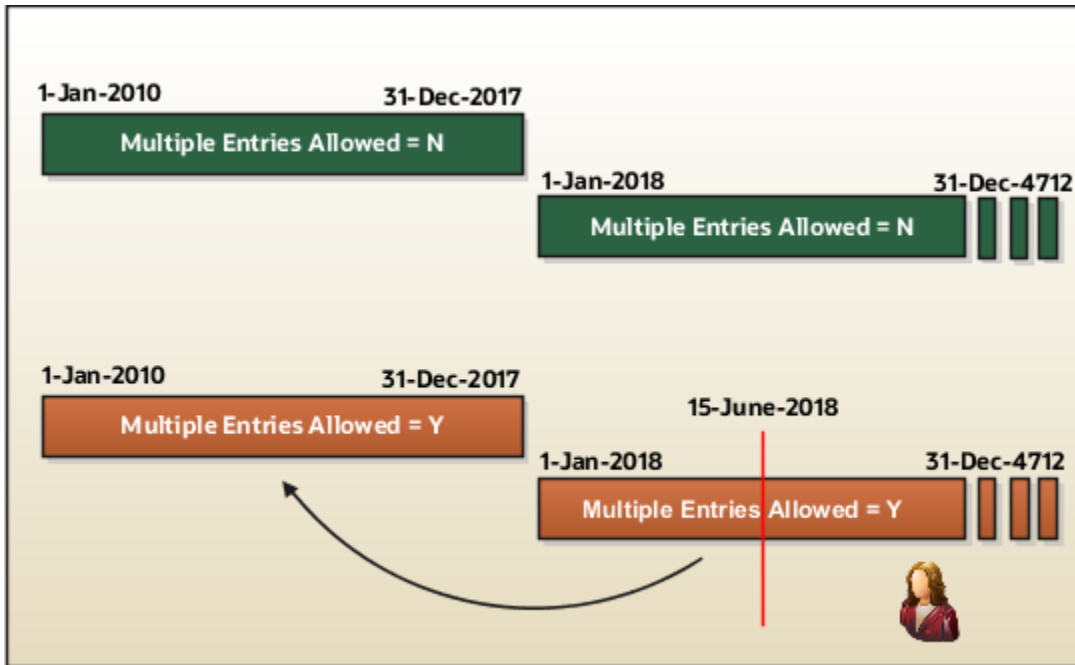 1-Jan-2010 31-Dec-2017
Multiple Entries Allowed = N
1-Jan-2018 31-Dec-4712
Multiple Entries Allowed = N
1-Jan-2010 31-Dec-2017
Multiple Entries Allowed = Y
15-June-2018
1-Jan-2018 31-Dec-4712
Multiple Entries Allowed = Y